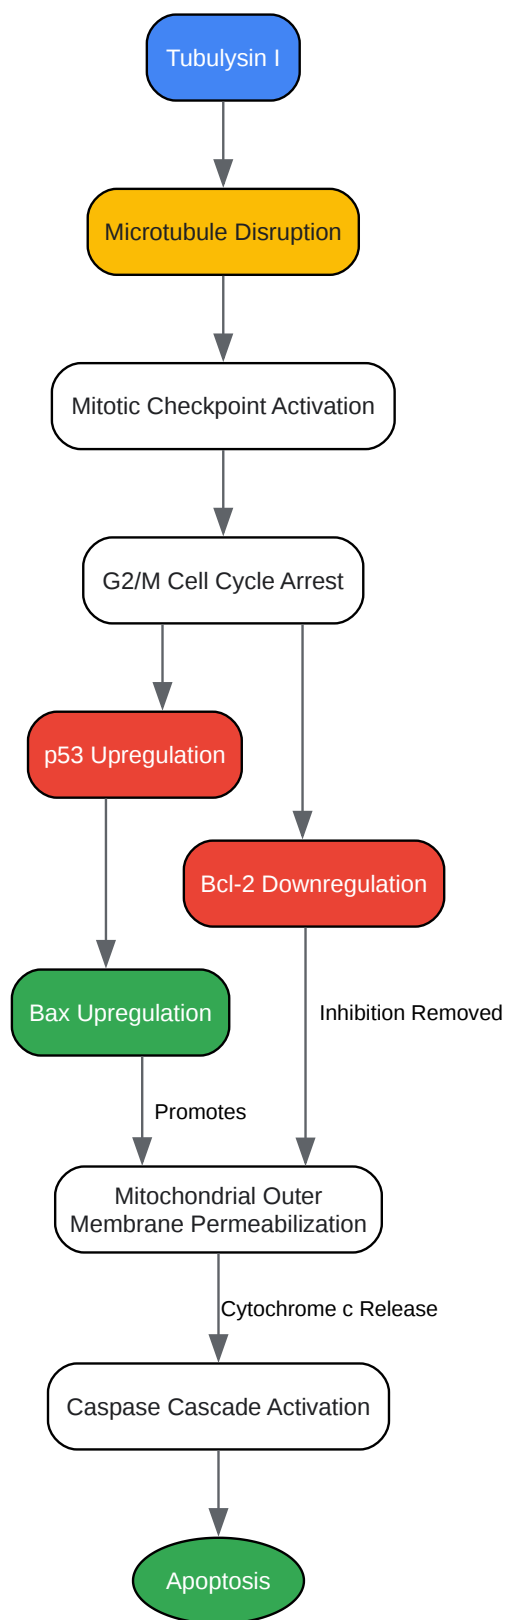 Tubulysin I
Microtubule Disruption
Mitotic Checkpoint Activation
G2/M Cell Cycle Arrest
p53 Upregulation
Bcl-2 Downregulation
Bax Upregulation
Inhibition Removed
Promotes
Mitochondrial Outer
Membrane Permeabilization
Cytochrome c Release
Caspase Cascade Activation
Apoptosis